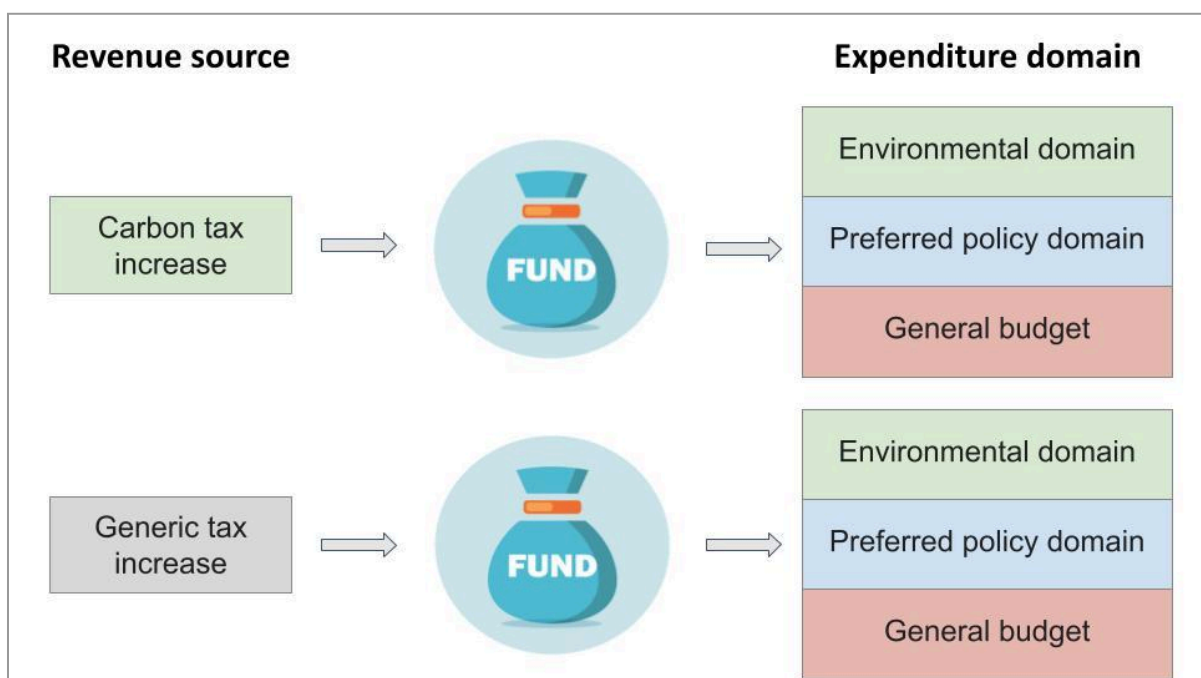 Revenue source
Expenditure domain
Carbon tax
increase
FUND
Environmental domain
Preferred policy domain
General budget
Generic tax
increase
FUND
Environmental domain
Preferred policy domain
General budget